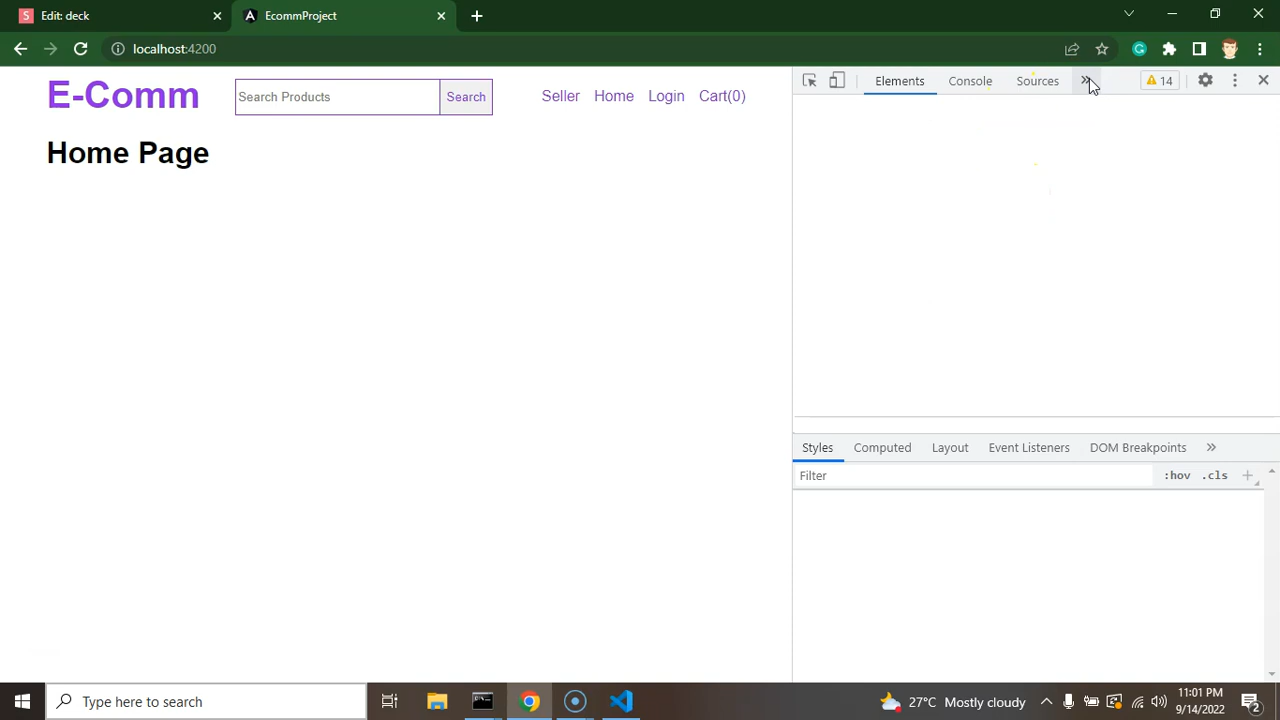 Edit: deck
EcommProject
localhost:4200
E-Comm
Search Products
Search
Seller
Home
Login
Cart(0)
Home Page
Elements
Console
Sources
14
Styles
Computed
Layout
Event Listeners
DOM Breakpoints
Filter
:hov
.cls
Type here to search
27°C Mostly cloudy
11:01 PM
9/14/2022
2